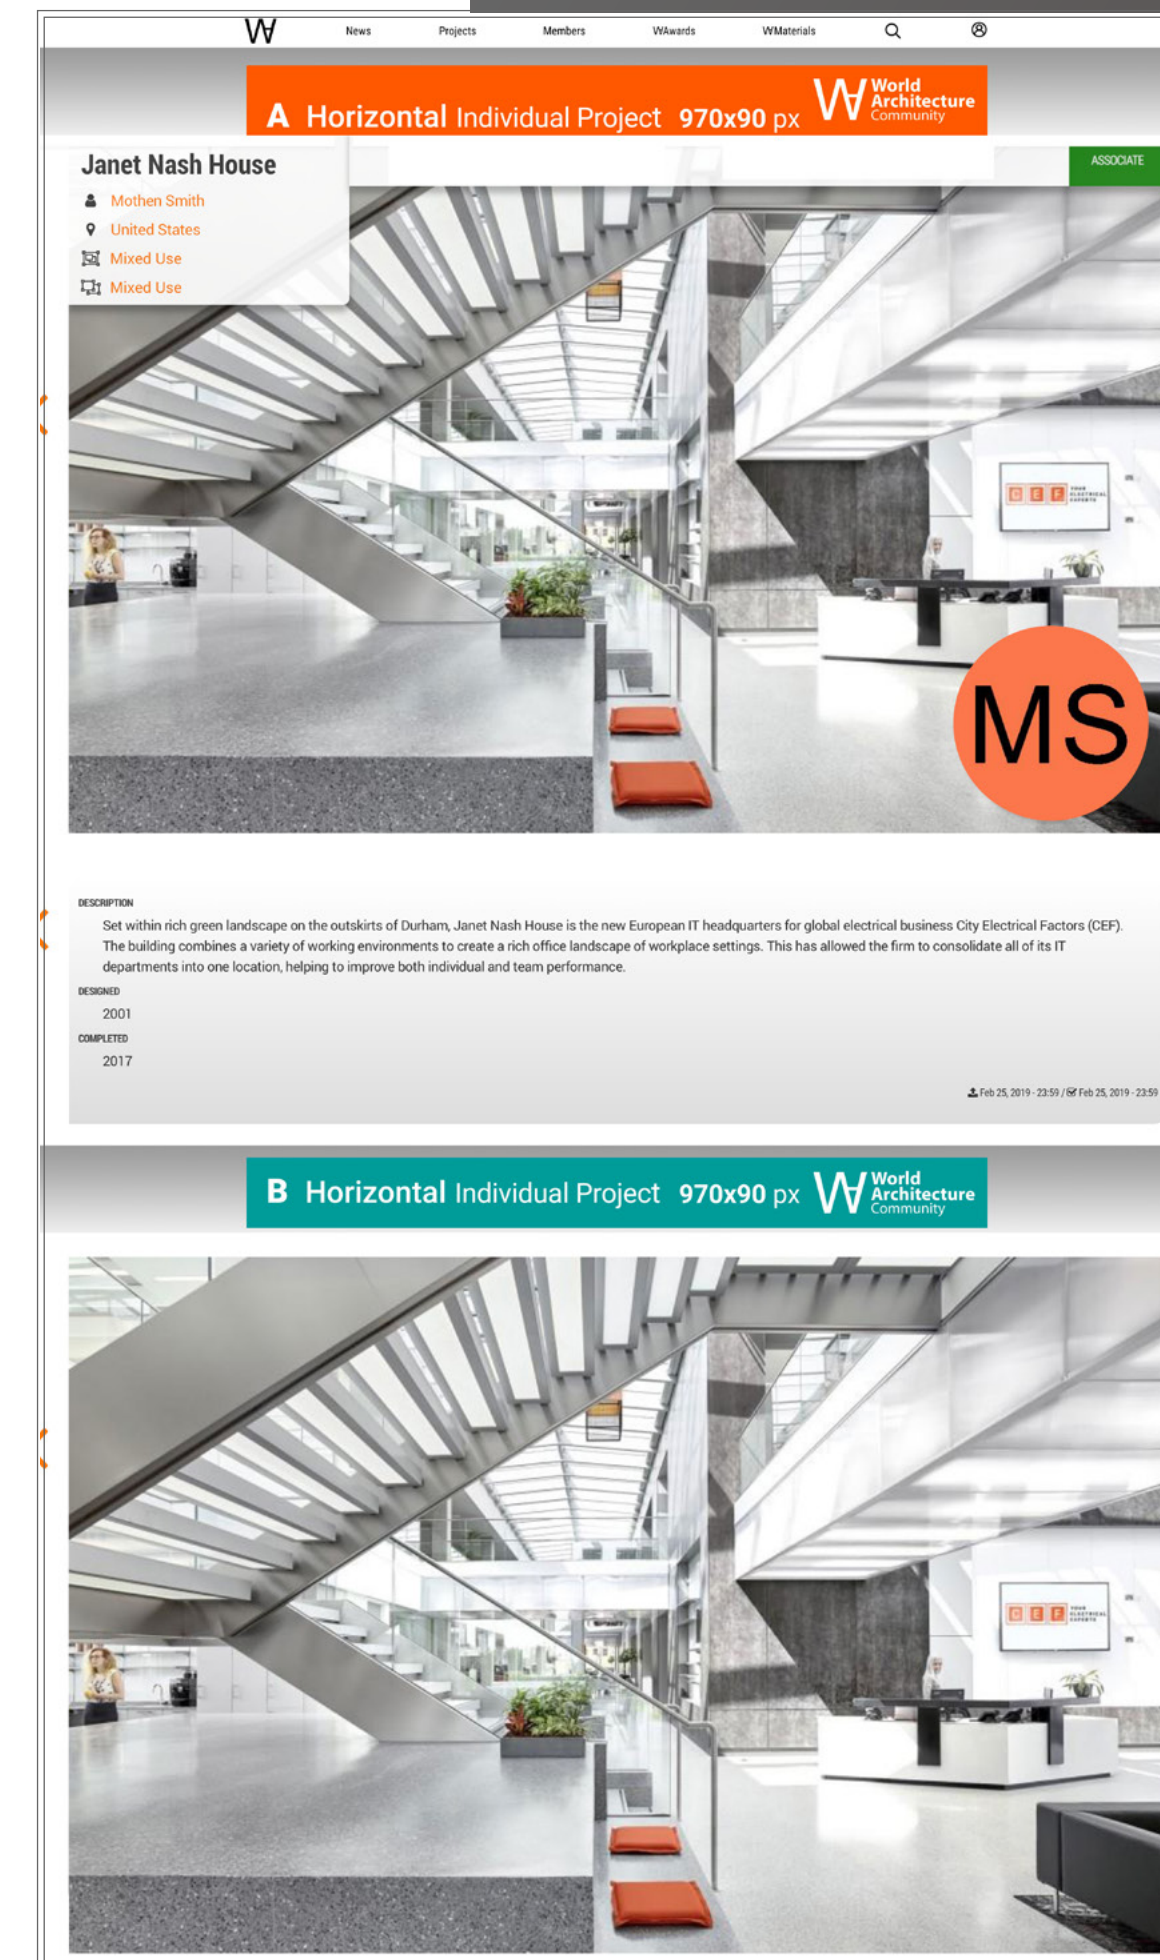 News Projects Members WAwards WMaterials
A Horizontal Individual Project 970x90 px World Architecture Community
Janet Nash House
ASSOCIATE
Mothen Smith
United States
Mixed Use
Mixed Use
C E F YOUR ELECTRICAL EXPERTS
MS
DESCRIPTION
Set within rich green landscape on the outskirts of Durham, Janet Nash House is the new European IT headquarters for global electrical business City Electrical Factors (CEF).
The building combines a variety of working environments to create a rich office landscape of workplace settings. This has allowed the firm to consolidate all of its IT
departments into one location, helping to improve both individual and team performance.
DESIGNED
2001
COMPLETED
2017
Feb 25, 2019 - 23:59 / Feb 25, 2019 - 23:59
B Horizontal Individual Project 970x90 px World Architecture Community
C E F YOUR ELECTRICAL EXPERTS